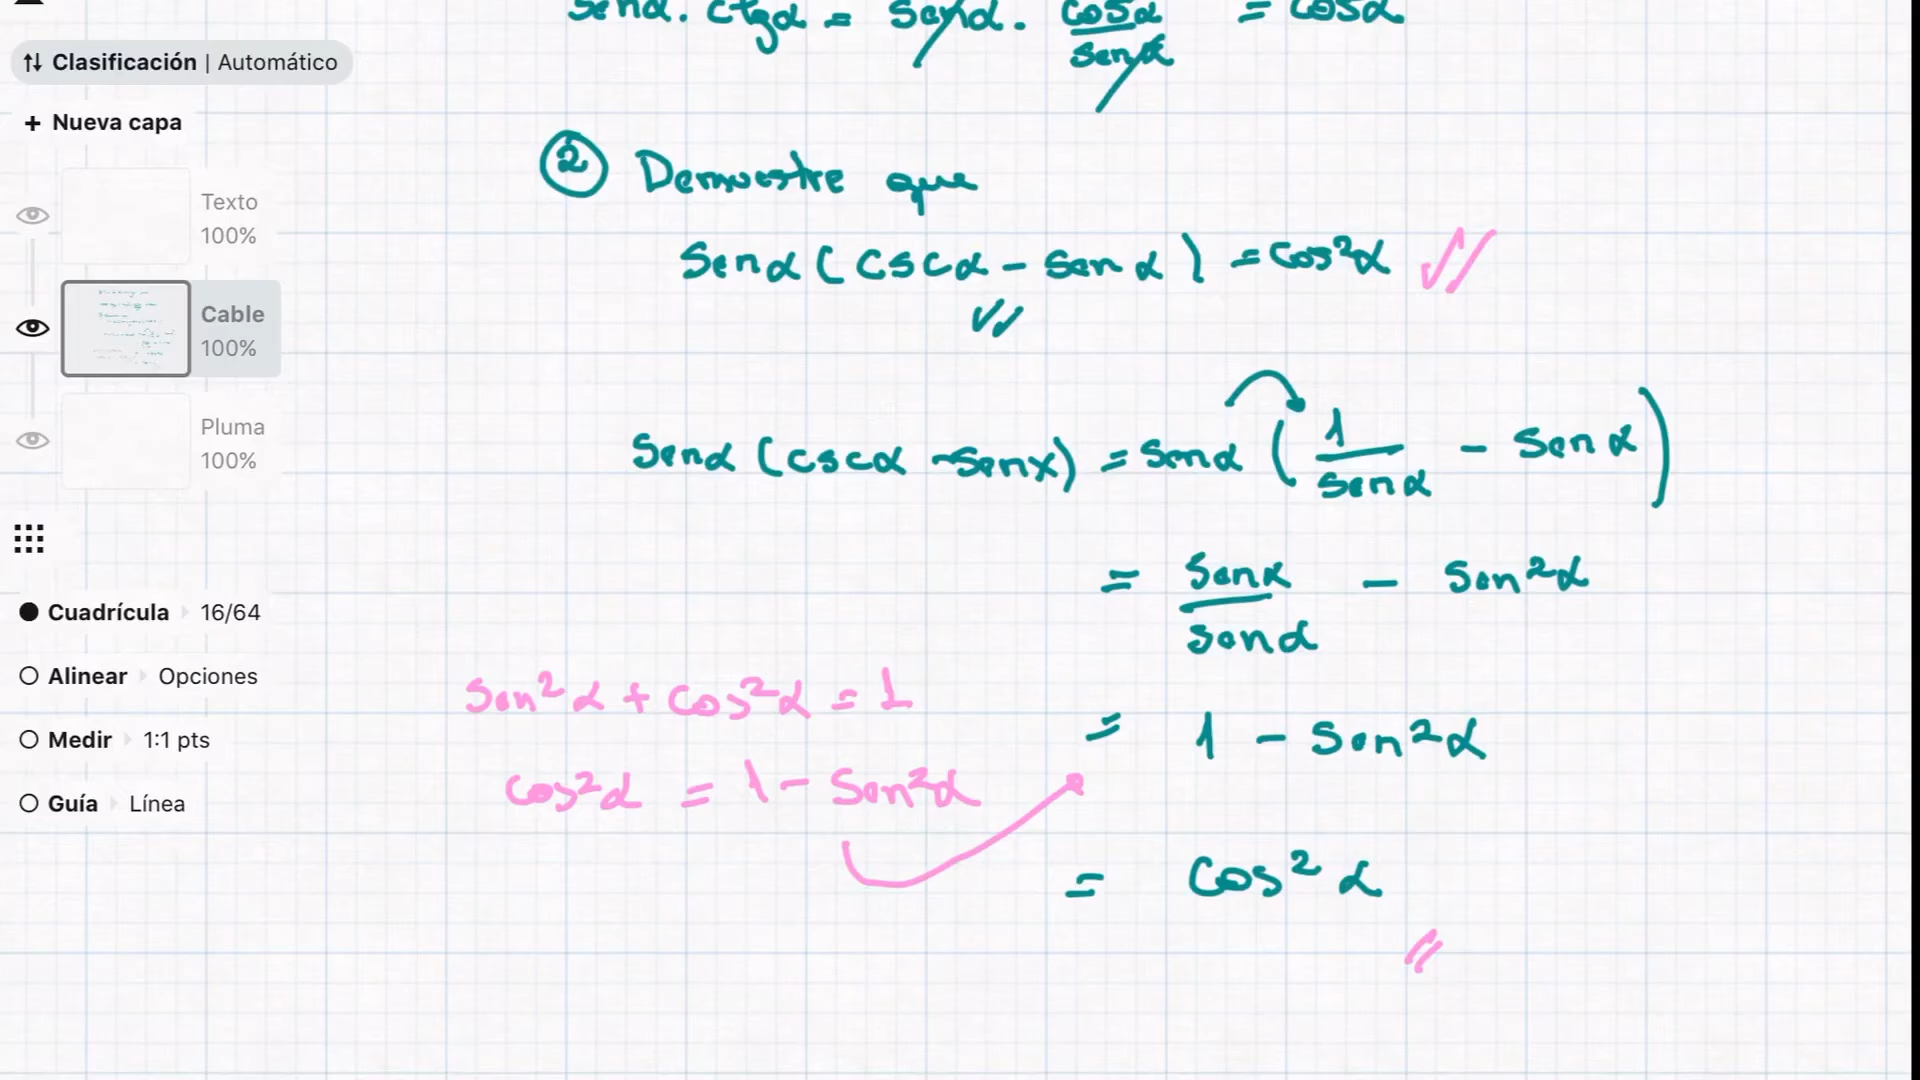 senα . ctgα = senα . cosα/senα = cosα
Clasificación | Automático
+ Nueva capa
Texto
100%
Cable
100%
Pluma
100%
Cuadrícula 16/64
Alinear Opciones
Medir 1:1 pts
Guía Línea
② Demuestre que
Senα (cscα - senα) = cos²α
Senα (cscα - senx) = senα (1/senα - senα)
= senα/senα - sen²α
sen²α + cos²α = 1
= 1 - sen²α
cos²α = 1 - sen²α
= cos²α